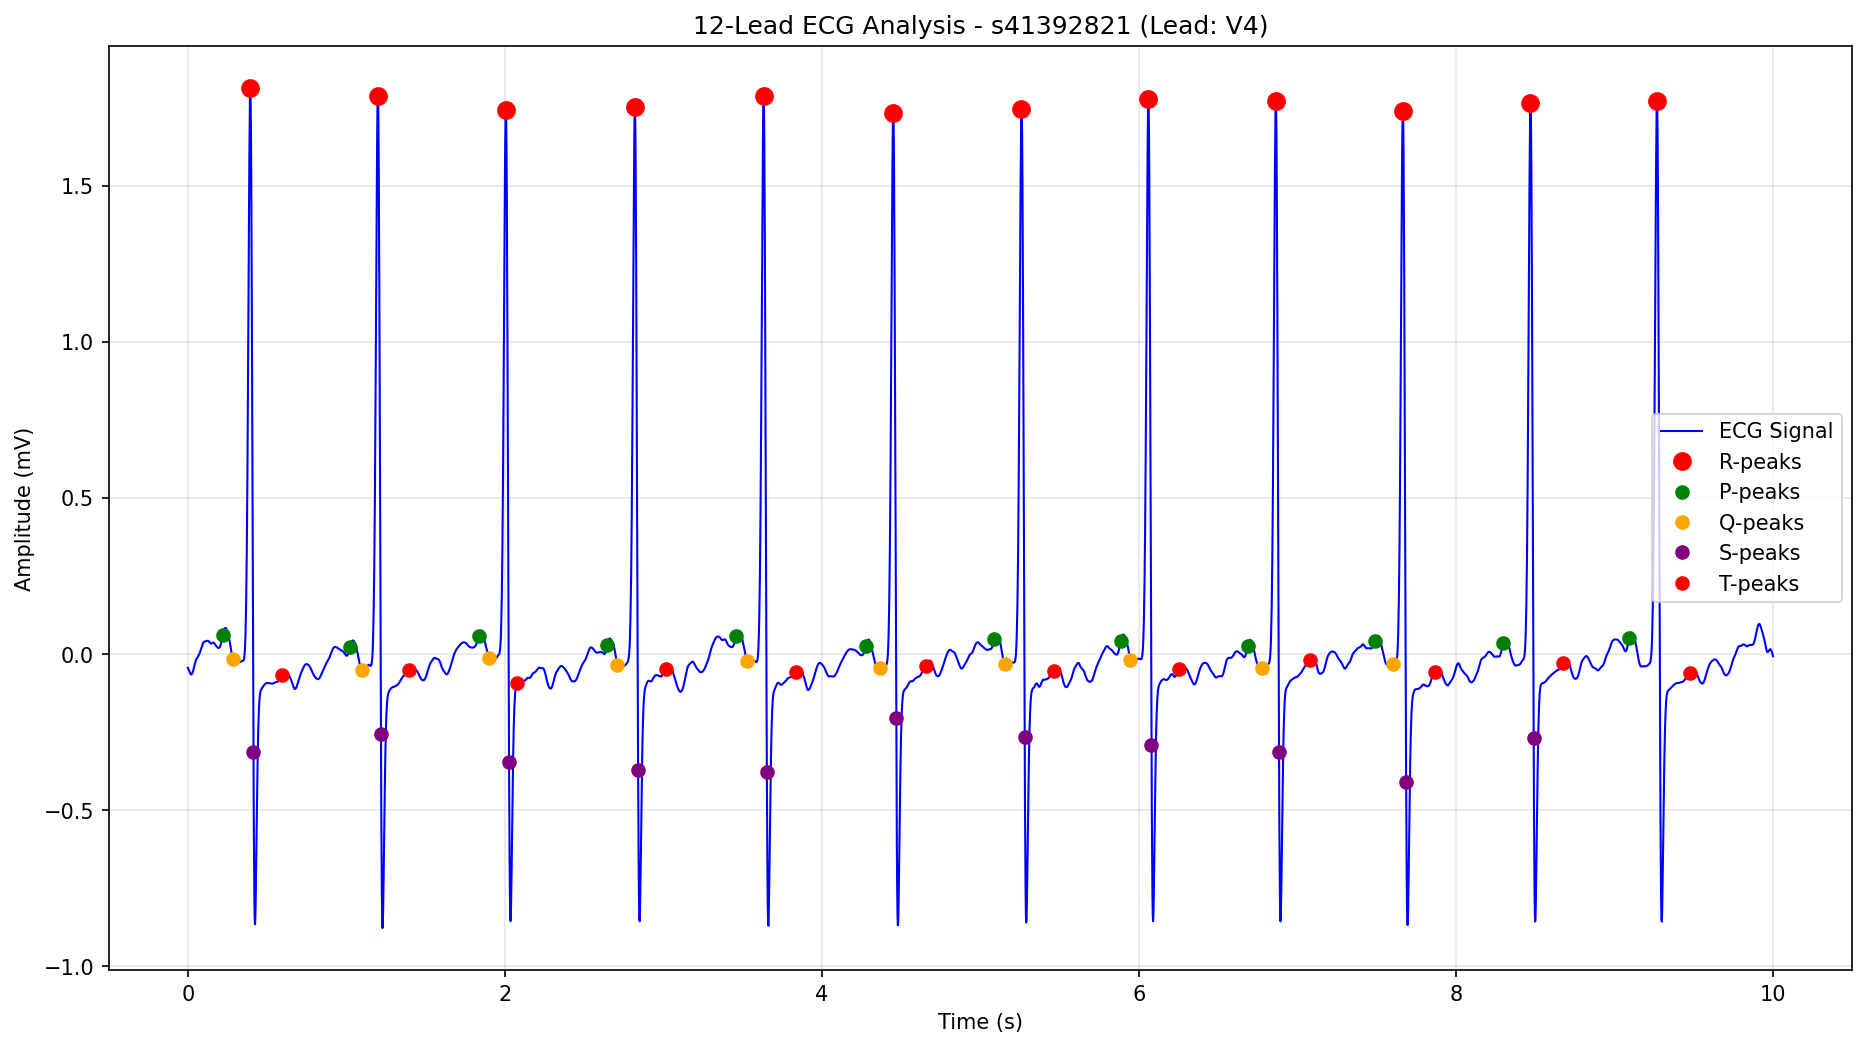 12-Lead ECG Analysis - s41392821 (Lead: V4)
Amplitude (mV)
1.5
1.0
0.5
0.0
−0.5
−1.0
ECG Signal
R-peaks
P-peaks
Q-peaks
S-peaks
T-peaks
0 2 4 6 8 10
Time (s)